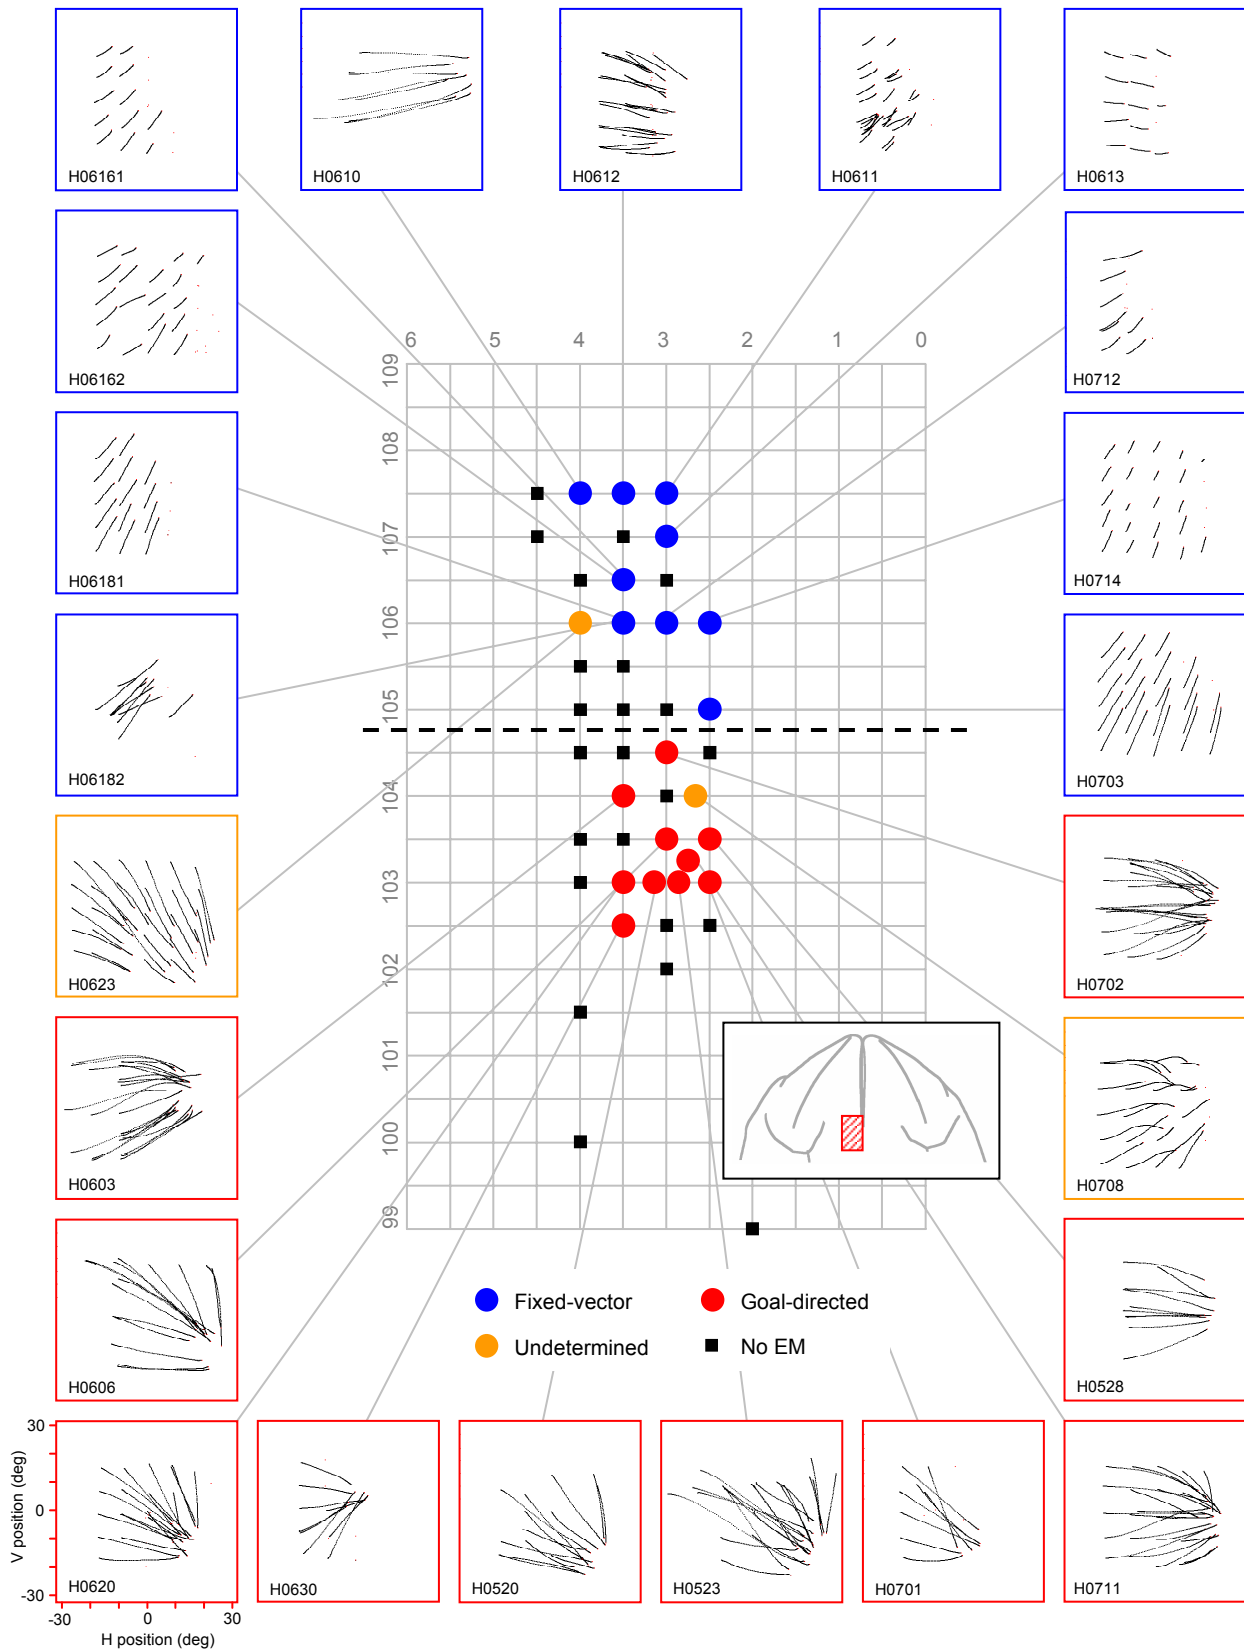 H06161
H0610
H0612
H0611
H0613
H06162
H0712
6 5 4 3 2 1 0
109
108
107
106
105
104
103
102
101
100
99
H06181
H0714
H06182
H0703
H0623
H0702
H0603
H0708
H0606
H0528
Fixed-vector
Goal-directed
Undetermined
No EM
30
0
-30
V position (deg)
H0620
H0630
H0520
H0523
H0701
H0711
-30 0 30
H position (deg)